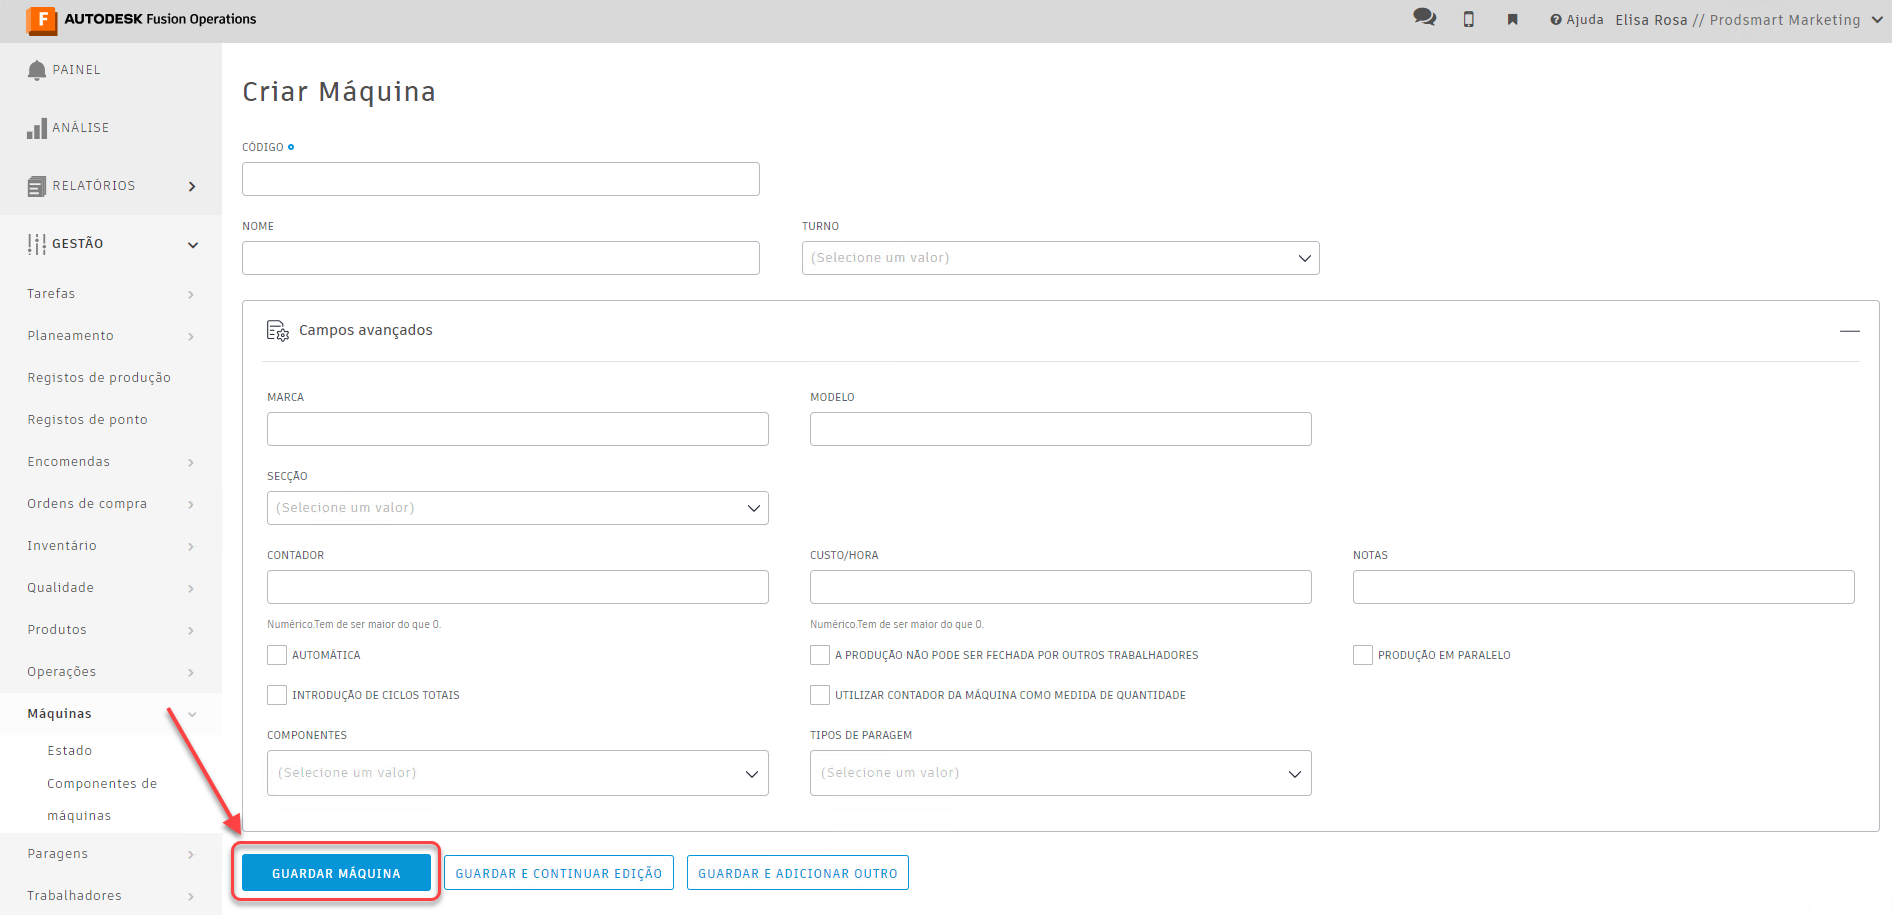 AUTODESK Fusion Operations
Ajuda Elisa Rosa // Prodsmart Marketing
PAINEL
ANÁLISE
RELATÓRIOS
GESTÃO
Tarefas
Planeamento
Registos de produção
Registos de ponto
Encomendas
Ordens de compra
Inventário
Qualidade
Produtos
Operações
Máquinas
Estado
Componentes de
máquinas
Paragens
Trabalhadores
Criar Máquina
CÓDIGO
NOME
TURNO
(Selecione um valor)
Campos avançados
MARCA
MODELO
SECÇÃO
(Selecione um valor)
CONTADOR
CUSTO/HORA
NOTAS
Numérico.Tem de ser maior do que 0.
Numérico.Tem de ser maior do que 0.
AUTOMÁTICA
A PRODUÇÃO NÃO PODE SER FECHADA POR OUTROS TRABALHADORES
PRODUÇÃO EM PARALELO
INTRODUÇÃO DE CICLOS TOTAIS
UTILIZAR CONTADOR DA MÁQUINA COMO MEDIDA DE QUANTIDADE
COMPONENTES
TIPOS DE PARAGEM
(Selecione um valor)
(Selecione um valor)
GUARDAR MÁQUINA
GUARDAR E CONTINUAR EDIÇÃO
GUARDAR E ADICIONAR OUTRO